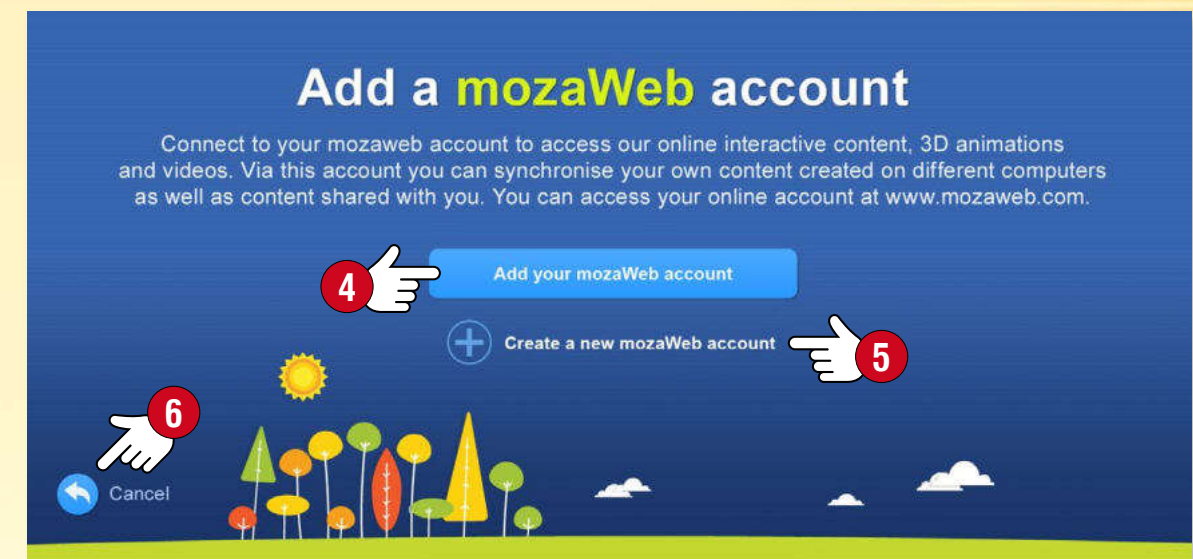 Add a mozaWeb account
Connect to your mozaweb account to access our online interactive content, 3D animations
and videos. Via this account you can synchronise your own content created on different computers
as well as content shared with you. You can access your online account at www.mozaweb.com.
4
Add your mozaWeb account
Create a new mozaWeb account
5
6
Cancel